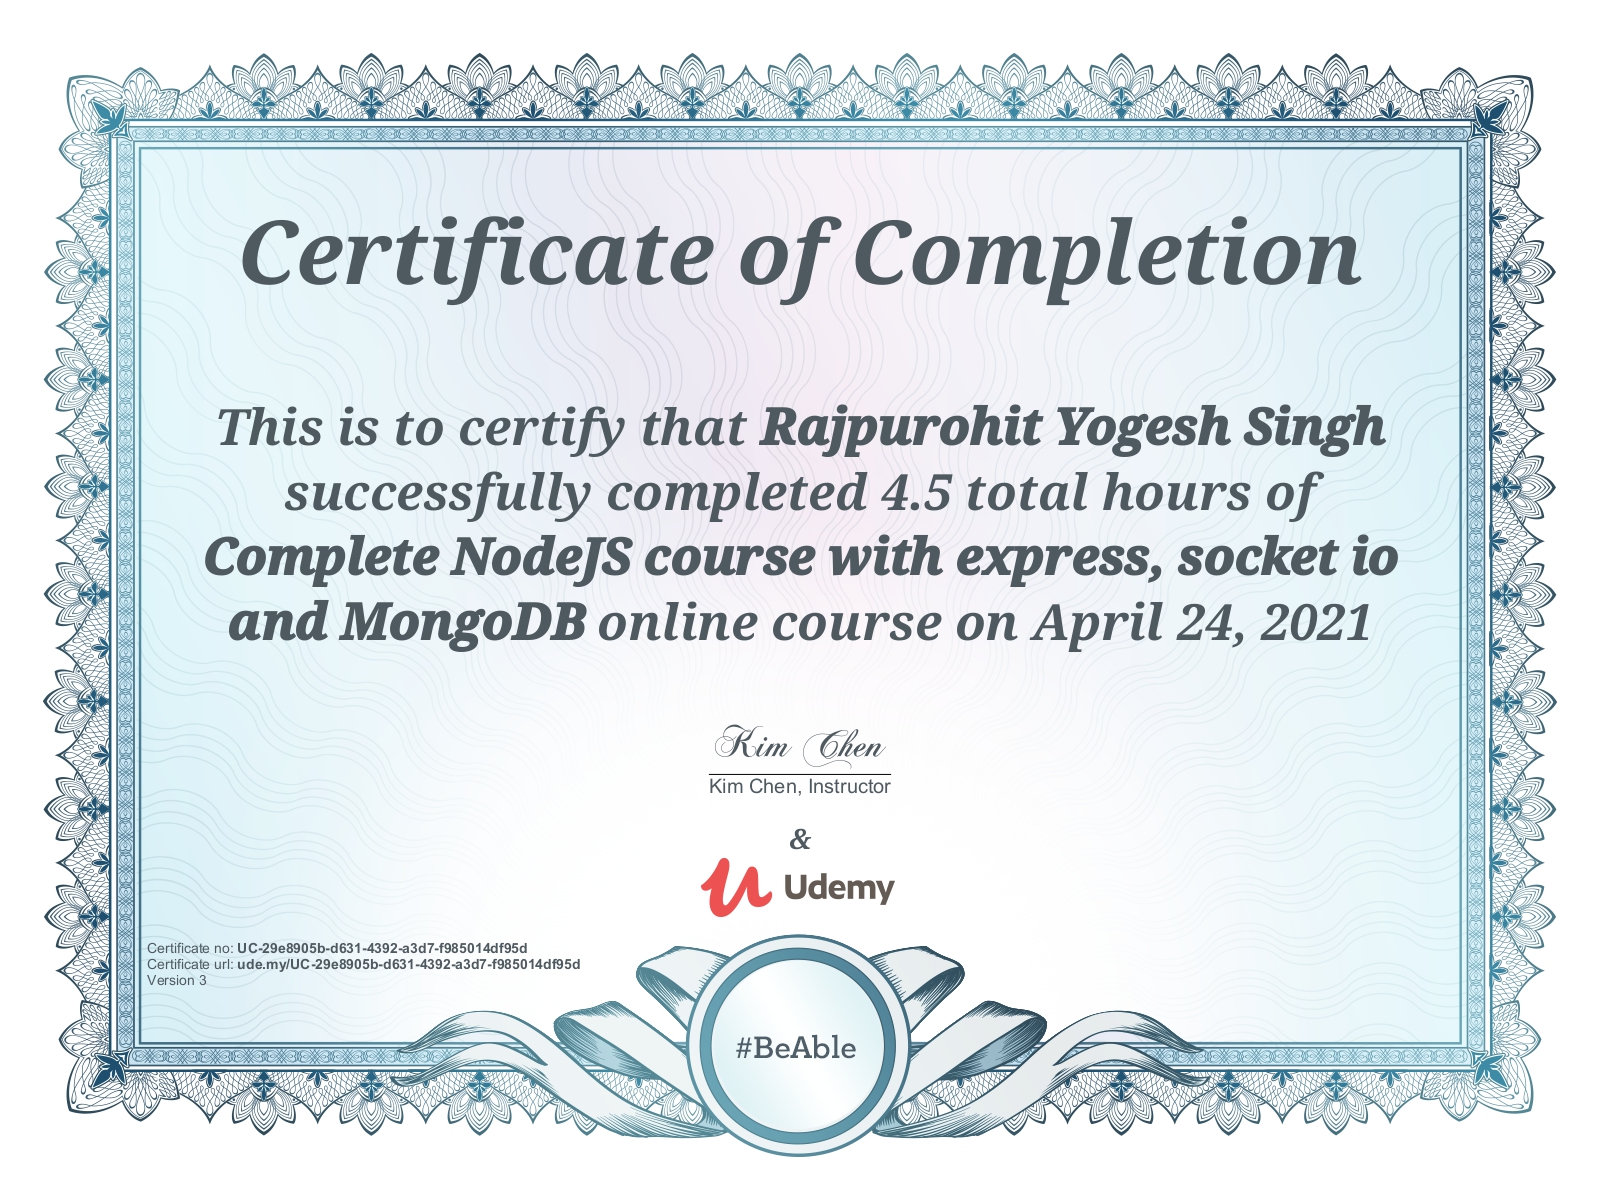 Certificate of Completion
This is to certify that Rajpurohit Yogesh Singh
successfully completed 4.5 total hours of
Complete NodeJS course with express, socket io
and MongoDB online course on April 24, 2021
Kim Chen
Kim Chen, Instructor
&
Udemy
Certificate no: UC-29e8905b-d631-4392-a3d7-f985014df95d
Certificate url: ude.my/UC-29e8905b-d631-4392-a3d7-f985014df95d
Version 3
#BeAble